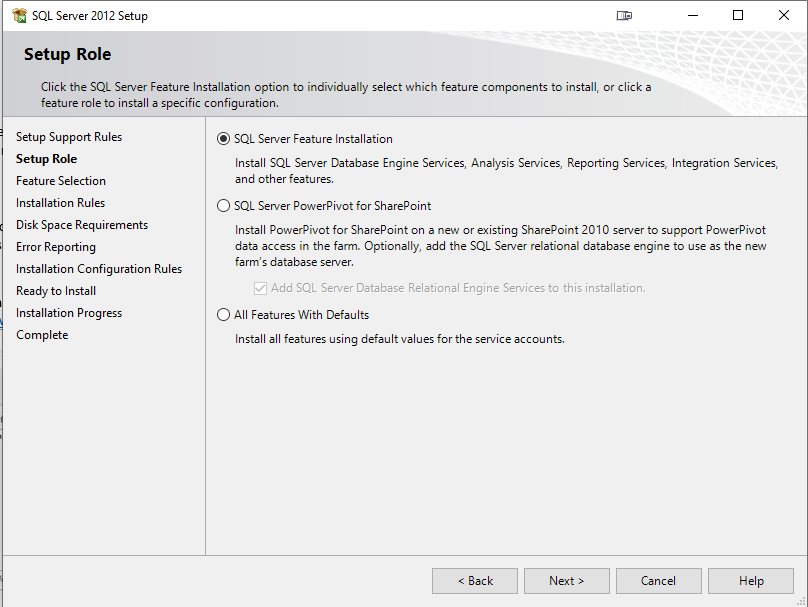 SQL Server 2012 Setup
Setup Role
Click the SQL Server Feature Installation option to individually select which feature components to install, or click a
feature role to install a specific configuration.
Setup Support Rules
Setup Role
Feature Selection
Installation Rules
Disk Space Requirements
Error Reporting
Installation Configuration Rules
Ready to Install
Installation Progress
Complete
SQL Server Feature Installation
Install SQL Server Database Engine Services, Analysis Services, Reporting Services, Integration Services,
and other features.
SQL Server PowerPivot for SharePoint
Install PowerPivot for SharePoint on a new or existing SharePoint 2010 server to support PowerPivot
data access in the farm. Optionally, add the SQL Server relational database engine to use as the new
farm's database server.
Add SQL Server Database Relational Engine Services to this installation.
All Features With Defaults
Install all features using default values for the service accounts.
< Back
Next >
Cancel
Help